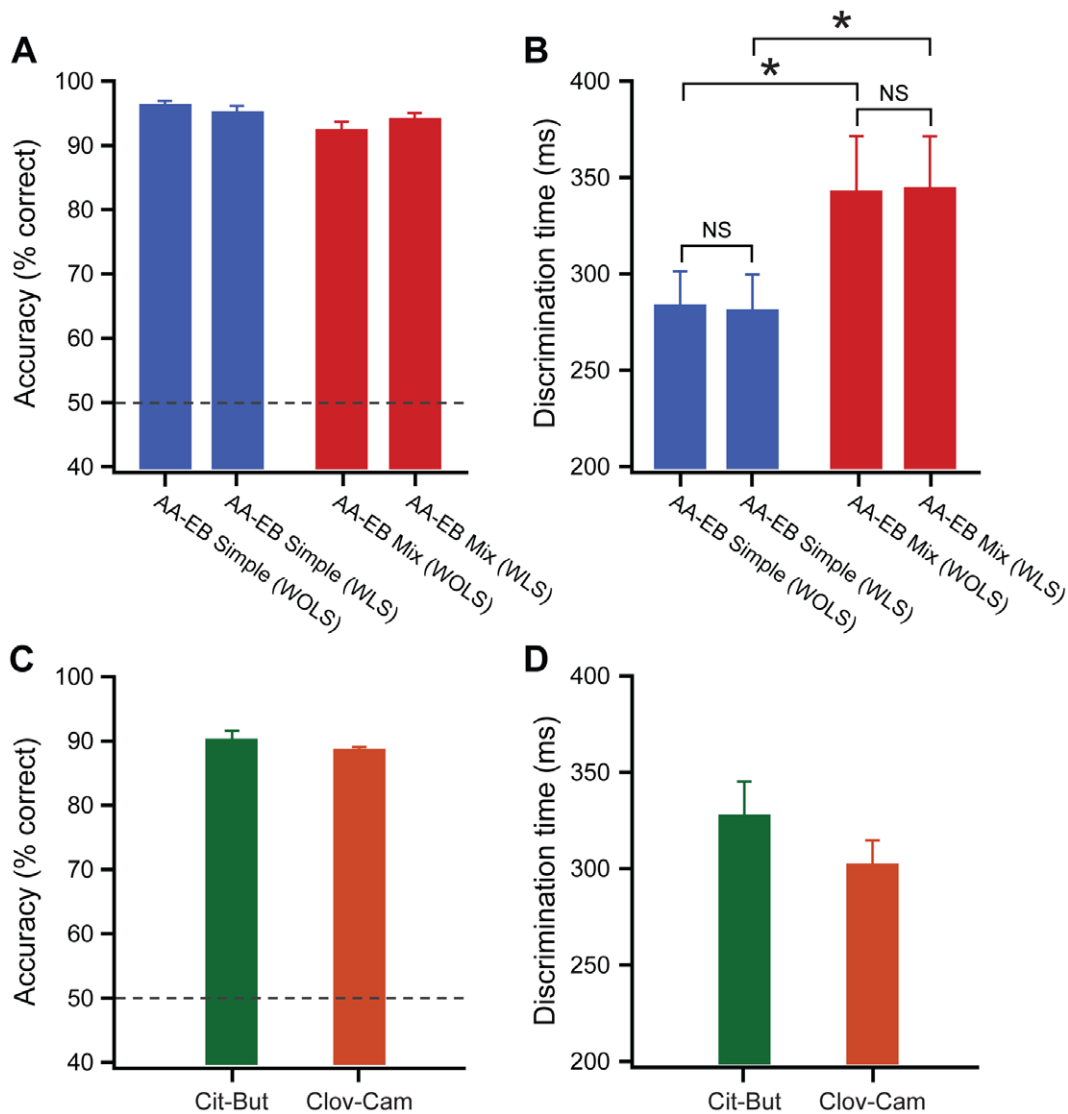 A
Accuracy (% correct)
100
90
80
70
60
50
40
AA-EB Simple (WOLS)
AA-EB Simple (WLS)
AA-EB Mix (WOLS)
AA-EB Mix (WLS)
B
Discrimination time (ms)
400
350
300
250
200
*
*
NS
NS
AA-EB Simple (WOLS)
AA-EB Simple (WLS)
AA-EB Mix (WOLS)
AA-EB Mix (WLS)
C
Accuracy (% correct)
100
90
80
70
60
50
40
Cit-But
Clov-Cam
D
Discrimination time (ms)
400
350
300
250
200
Cit-But
Clov-Cam